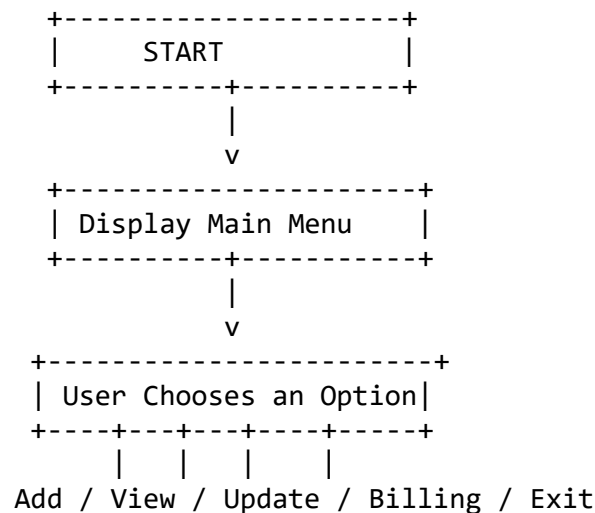 START
Display Main Menu
User Chooses an Option
Add / View / Update / Billing / Exit